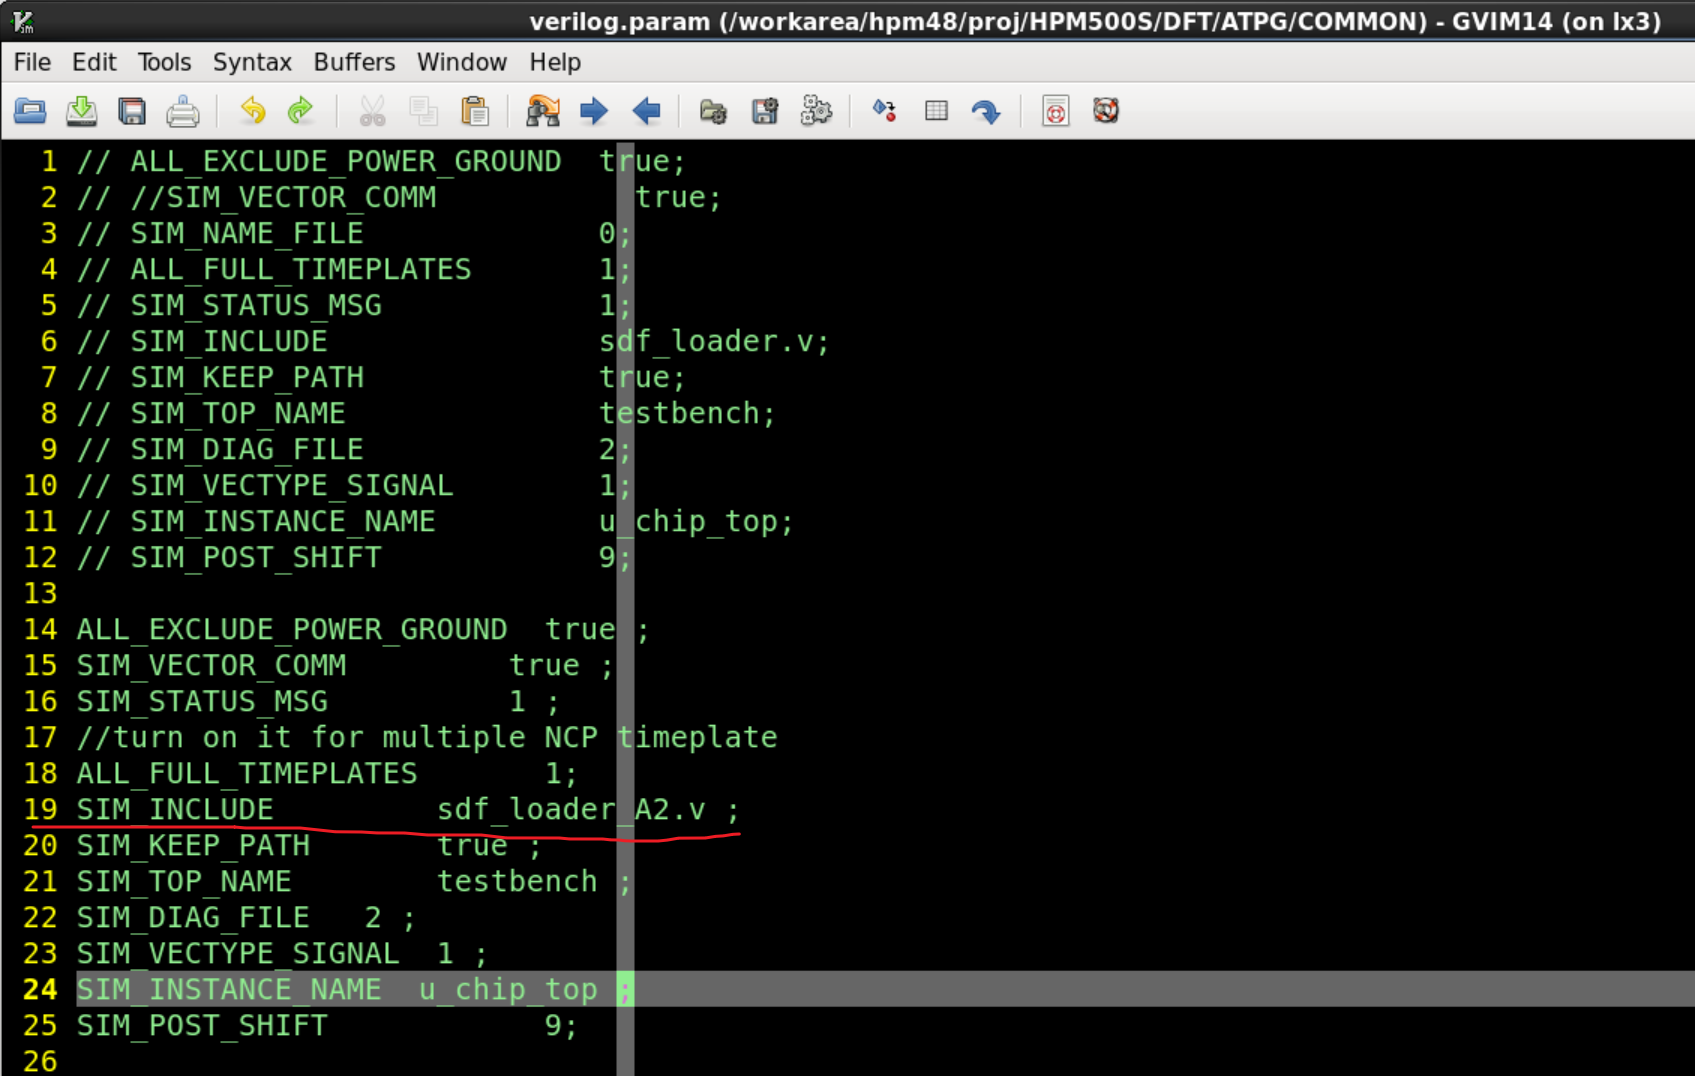 verilog.param (/workarea/hpm48/proj/HPM500S/DFT/ATPG/COMMON) - GVIM14 (on lx3)
File Edit Tools Syntax Buffers Window Help
1 // ALL_EXCLUDE_POWER_GROUND  true;
2 // //SIM_VECTOR_COMM           true;
3 // SIM_NAME_FILE             0;
4 // ALL_FULL_TIMEPLATES       1;
5 // SIM_STATUS_MSG            1;
6 // SIM_INCLUDE               sdf_loader.v;
7 // SIM_KEEP_PATH             true;
8 // SIM_TOP_NAME              testbench;
9 // SIM_DIAG_FILE             2;
10 // SIM_VECTYPE_SIGNAL        1;
11 // SIM_INSTANCE_NAME         u_chip_top;
12 // SIM_POST_SHIFT            9;
13
14 ALL_EXCLUDE_POWER_GROUND  true ;
15 SIM_VECTOR_COMM         true ;
16 SIM_STATUS_MSG          1 ;
17 //turn on it for multiple NCP timeplate
18 ALL_FULL_TIMEPLATES       1;
19 SIM_INCLUDE         sdf_loader_A2.v ;
20 SIM_KEEP_PATH       true ;
21 SIM_TOP_NAME        testbench ;
22 SIM_DIAG_FILE   2 ;
23 SIM_VECTYPE_SIGNAL  1 ;
24 SIM_INSTANCE_NAME  u_chip_top ;
25 SIM_POST_SHIFT            9;
26